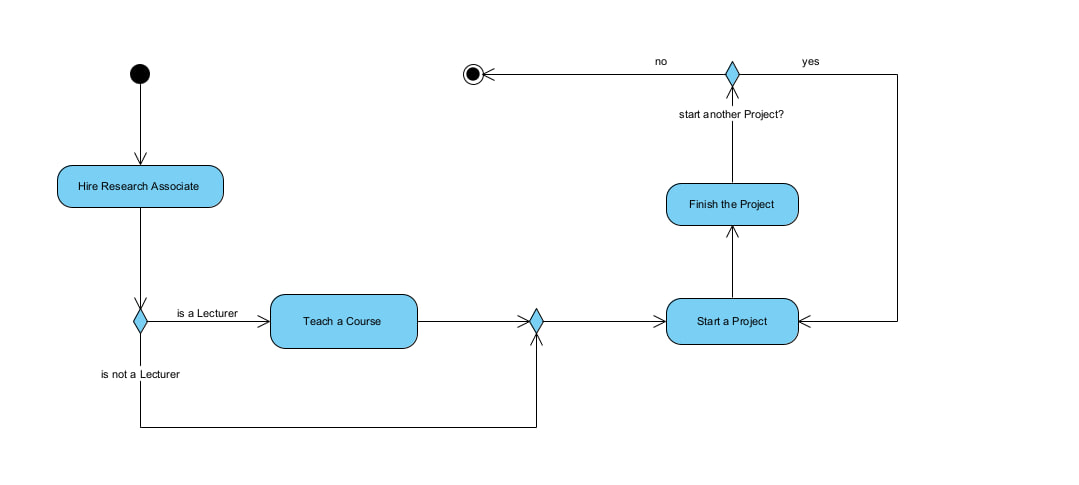 no
yes
start another Project?
Hire Research Associate
Finish the Project
is a Lecturer
Teach a Course
Start a Project
is not a Lecturer